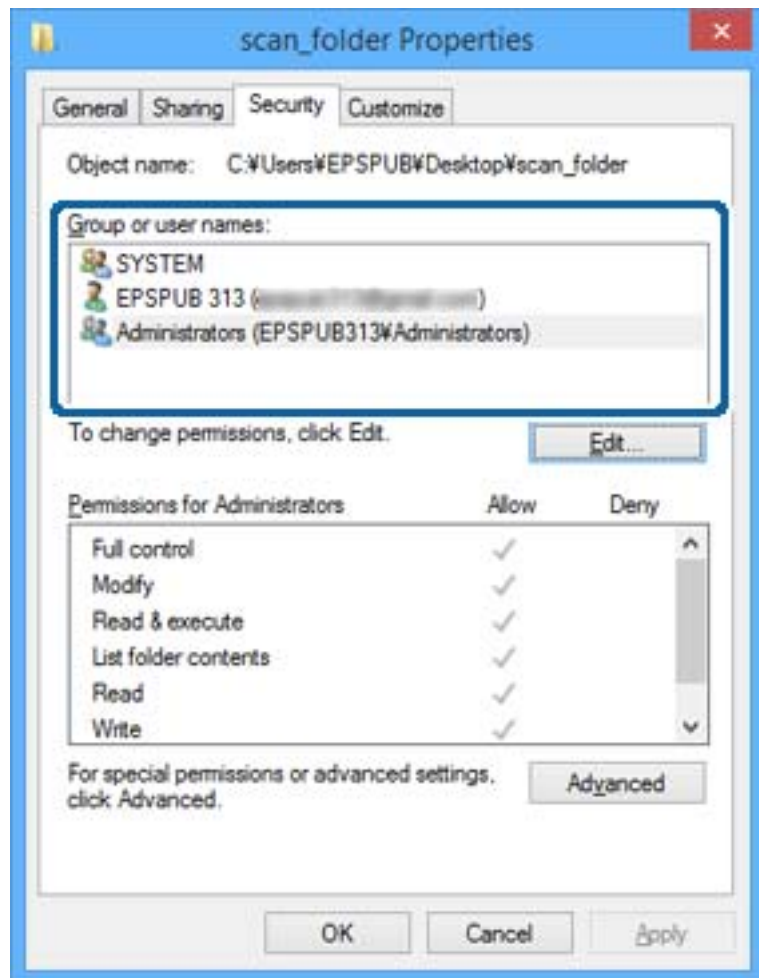 scan_folder Properties
General Sharing Security Customize
Object name: C:¥Users¥EPSPUB¥Desktop¥scan_folder
Group or user names:
SYSTEM
EPSPUB 313 ( )
Administrators (EPSPUB313¥Administrators)
To change permissions, click Edit.
Edit...
Permissions for Administrators Allow Deny
Full control
Modify
Read & execute
List folder contents
Read
Write
For special permissions or advanced settings,
click Advanced.
Advanced
OK Cancel Apply